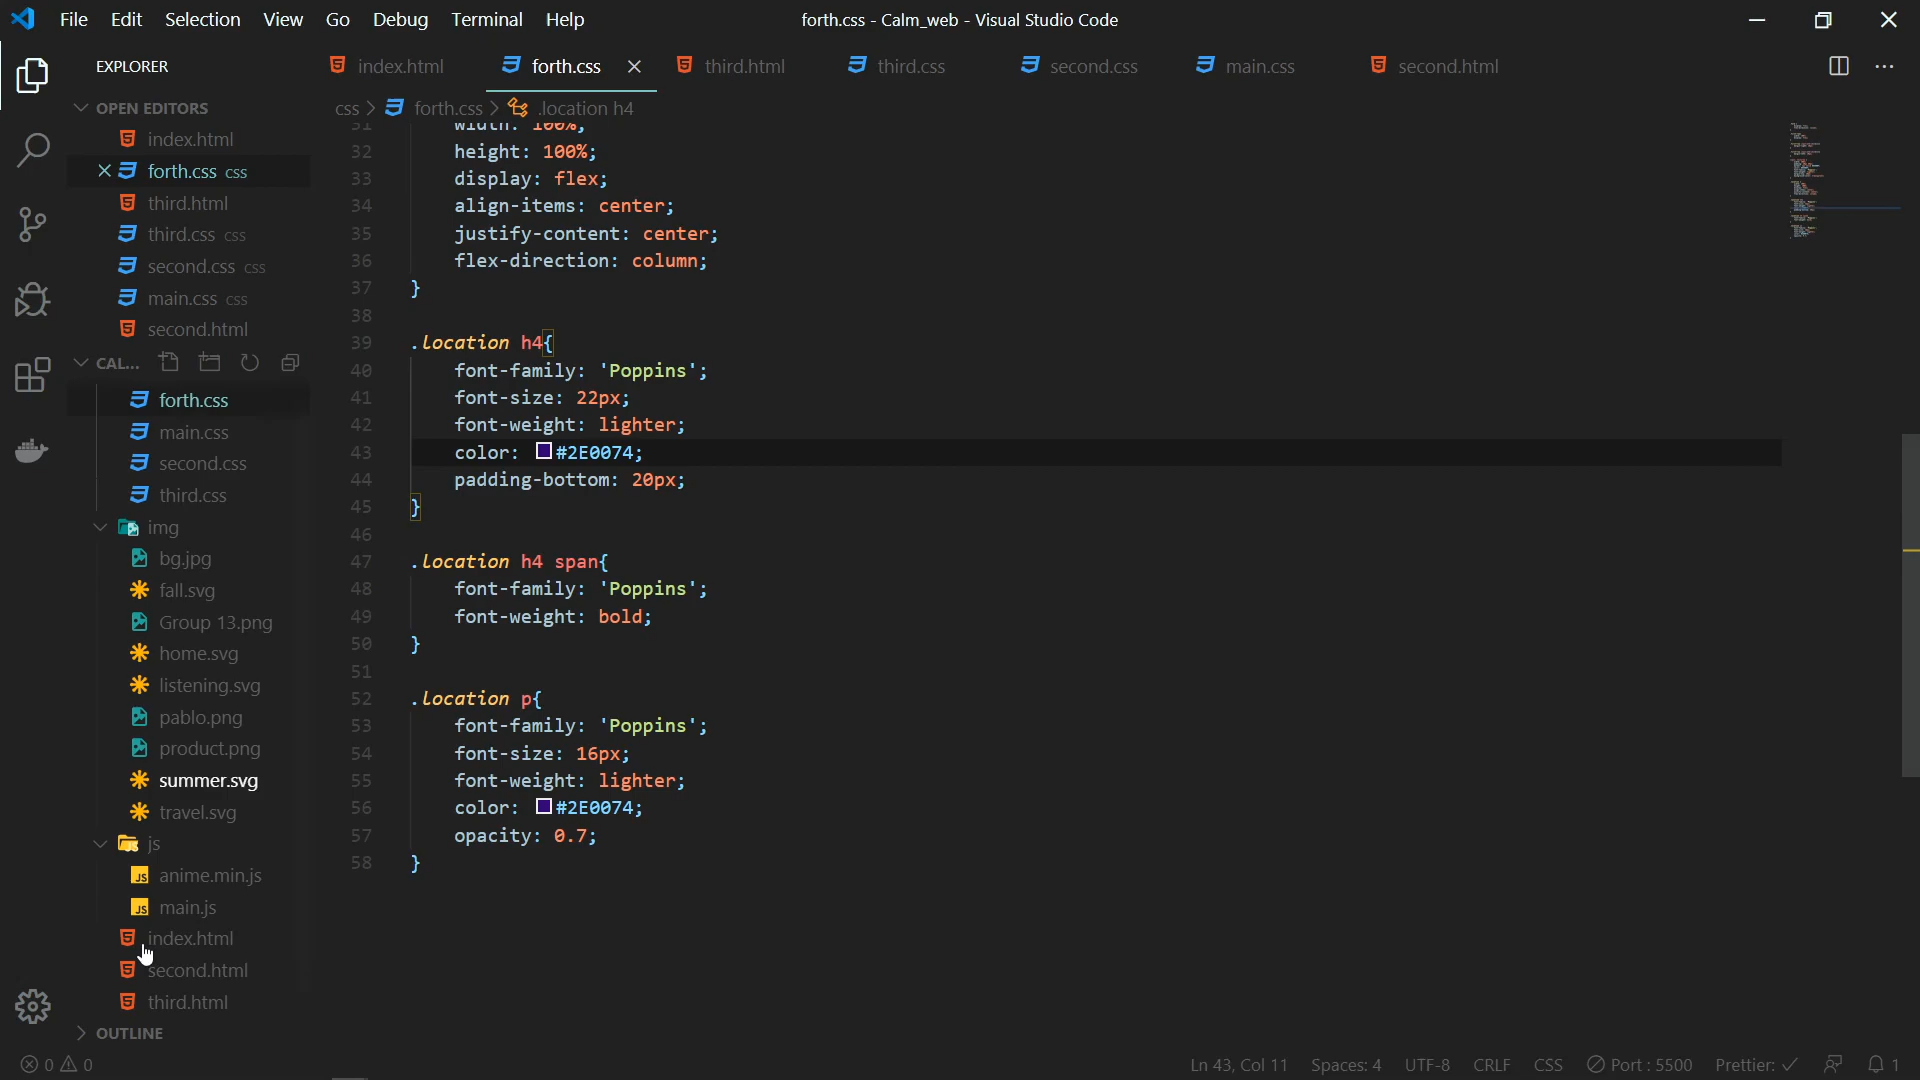 File Edit Selection View Go Debug Terminal Help
forth.css - Calm_web - Visual Studio Code
EXPLORER
index.html forth.css third.html third.css second.css main.css second.html
OPEN EDITORS
index.html
forth.css css
third.html
third.css css
second.css css
main.css css
second.html
CAL...
forth.css
main.css
second.css
third.css
img
bg.jpg
fall.svg
Group 13.png
home.svg
listening.svg
pablo.png
product.png
summer.svg
travel.svg
js
JS anime.min.js
JS main.js
index.html
second.html
third.html
OUTLINE
css > forth.css > .location h4
31 width: 100%;
32 height: 100%;
33 display: flex;
34 align-items: center;
35 justify-content: center;
36 flex-direction: column;
37 }
38
39 .location h4{
40 font-family: 'Poppins';
41 font-size: 22px;
42 font-weight: lighter;
43 color: #2E0074;
44 padding-bottom: 20px;
45 }
46
47 .location h4 span{
48 font-family: 'Poppins';
49 font-weight: bold;
50 }
51
52 .location p{
53 font-family: 'Poppins';
54 font-size: 16px;
55 font-weight: lighter;
56 color: #2E0074;
57 opacity: 0.7;
58 }
0 0
Ln 43, Col 11 Spaces: 4 UTF-8 CRLF CSS Port : 5500 Prettier: ✓ 1